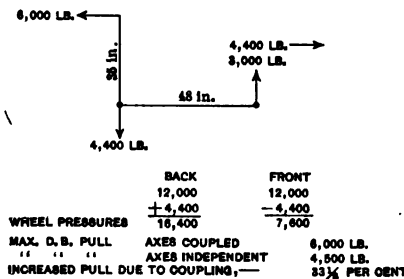 6,000 LB.
35 in.
4,400 LB.
3,000 LB.
48 in.
4,400 LB.
BACK FRONT
12,000 12,000
+4,400 −4,400
WHEEL PRESSURES 16,400 7,600
MAX. D. B. PULL AXES COUPLED 6,000 LB.
" " " AXES INDEPENDENT 4,500 LB.
INCREASED PULL DUE TO COUPLING,— 33⅓ PER CENT